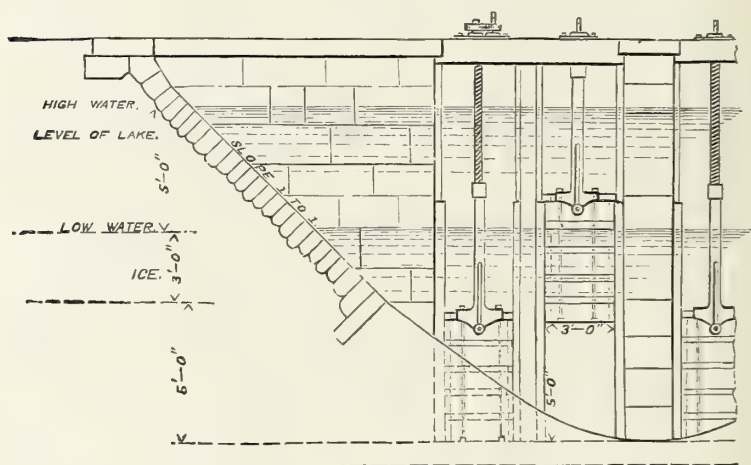 HIGH WATER.
LEVEL OF LAKE.
5'-0"
SLOPE 1 TO 1
LOW WATER.
3'-0"
ICE.
3'-0"
5'-0"
5'-0"